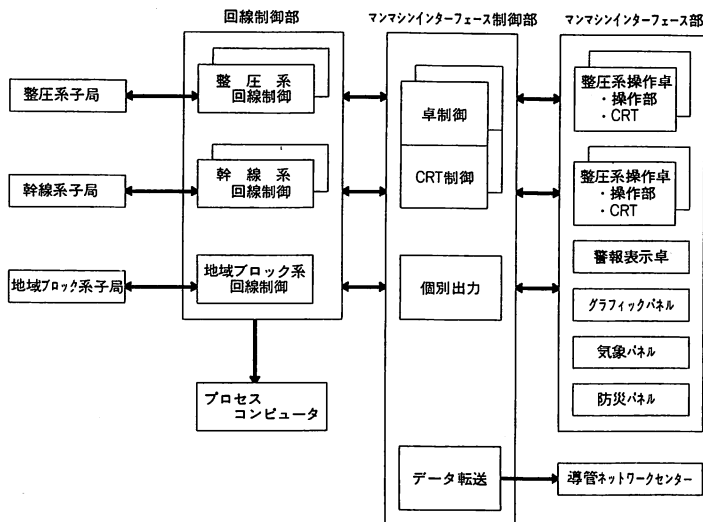 回線制御部
マンマシンインターフェース制御部
マンマシンインターフェース部
整圧系子局
整圧系
回線制御
卓制御
CRT制御
整圧系操作卓
・操作部
・CRT
幹線系子局
幹線系
回線制御
整圧系操作卓
・操作部
・CRT
地域ブロック系子局
地域ブロック系
回線制御
個別出力
警報表示卓
グラフィックパネル
気象パネル
防災パネル
プロセス
コンピュータ
データ転送
導管ネットワークセンター